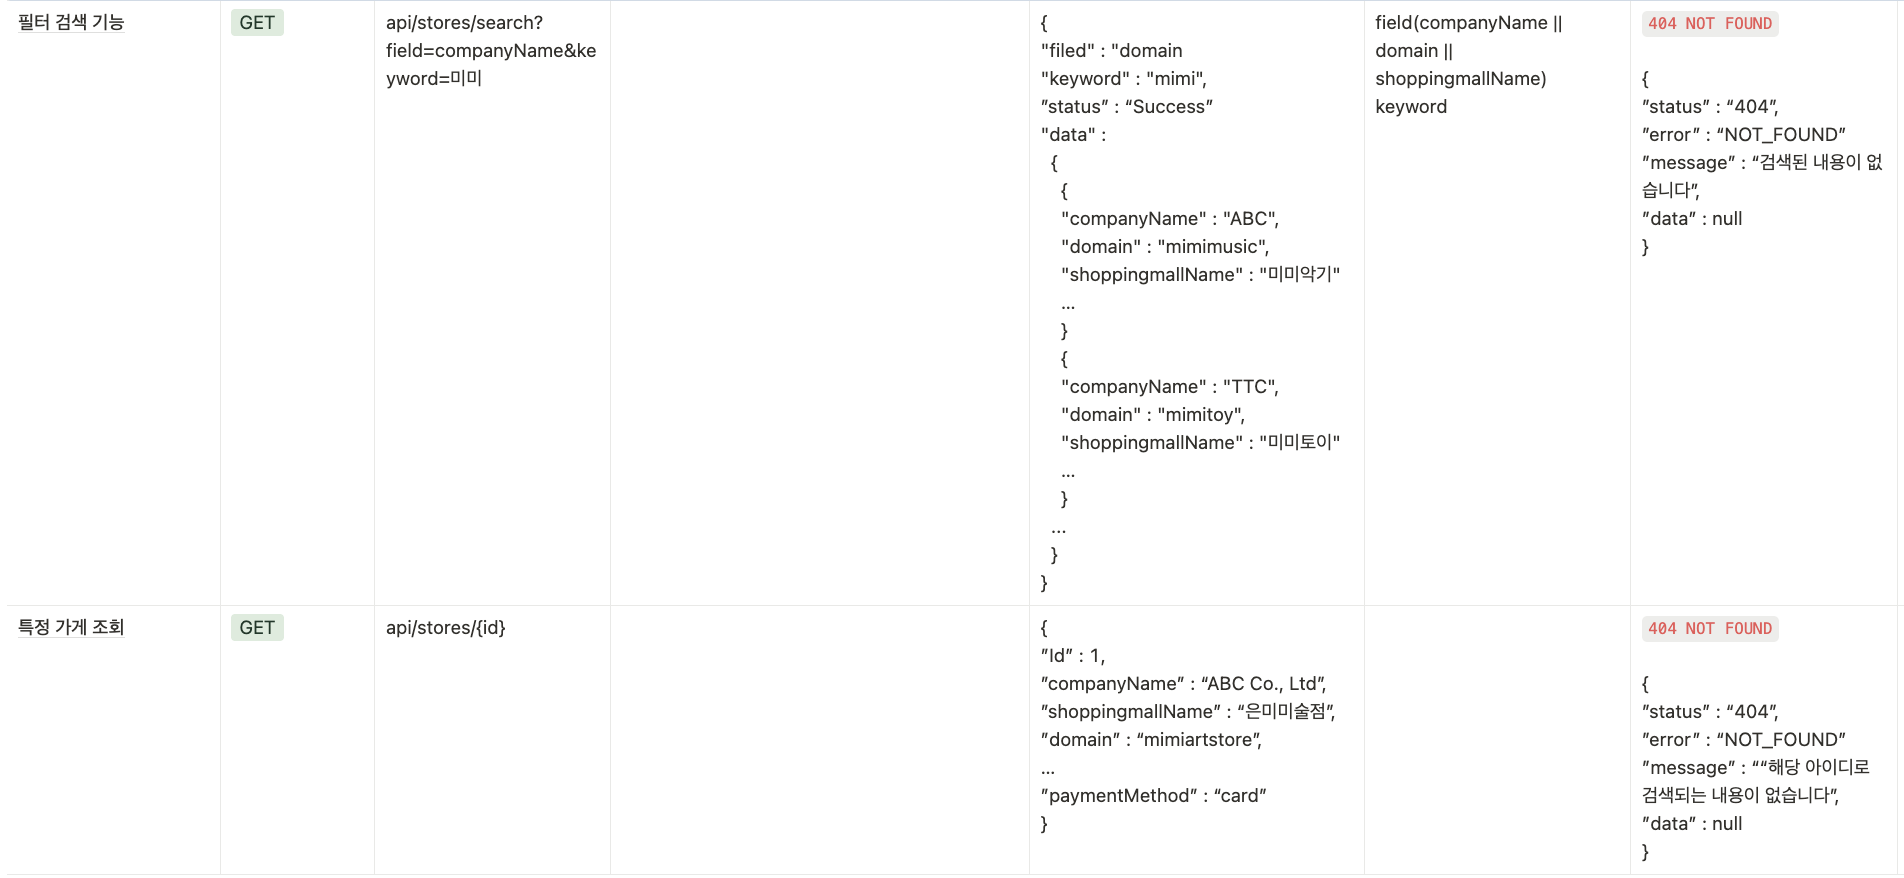 필터 검색 기능
GET
api/stores/search?
field=companyName&ke
yword=미미
{
"filed" : "domain
"keyword" : "mimi",
”status” : “Success”
"data" :
{
{
"companyName" : "ABC",
"domain" : "mimimusic",
"shoppingmallName" : "미미악기"
...
}
{
"companyName" : "TTC",
"domain" : "mimitoy",
"shoppingmallName" : "미미토이"
...
}
...
}
}
field(companyName ||
domain ||
shoppingmallName)
keyword
404 NOT FOUND
{
”status” : “404”,
”error” : “NOT_FOUND”
”message” : “검색된 내용이 없
습니다”,
”data” : null
}
특정 가게 조회
GET
api/stores/{id}
{
”Id” : 1,
”companyName” : “ABC Co., Ltd”,
”shoppingmallName” : “은미미술점”,
”domain” : “mimiartstore”,
...
”paymentMethod” : “card”
}
404 NOT FOUND
{
”status” : “404”,
”error” : “NOT_FOUND”
”message” : ““해당 아이디로
검색되는 내용이 없습니다”,
”data” : null
}